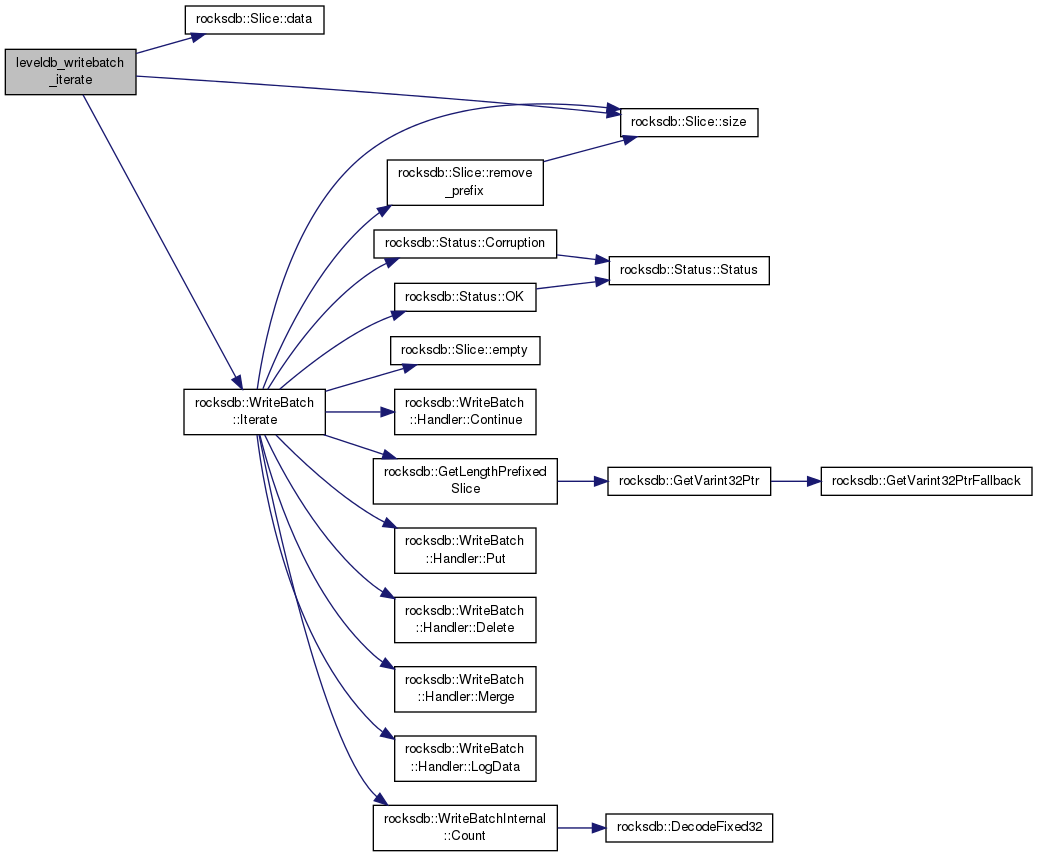 rocksdb::Slice::data
leveldb_writebatch
_iterate
rocksdb::Slice::size
rocksdb::Slice::remove
_prefix
rocksdb::Status::Corruption
rocksdb::Status::Status
rocksdb::Status::OK
rocksdb::Slice::empty
rocksdb::WriteBatch
::Iterate
rocksdb::WriteBatch
::Handler::Continue
rocksdb::GetLengthPrefixed
Slice
rocksdb::GetVarint32Ptr
rocksdb::GetVarint32PtrFallback
rocksdb::WriteBatch
::Handler::Put
rocksdb::WriteBatch
::Handler::Delete
rocksdb::WriteBatch
::Handler::Merge
rocksdb::WriteBatch
::Handler::LogData
rocksdb::WriteBatchInternal
::Count
rocksdb::DecodeFixed32